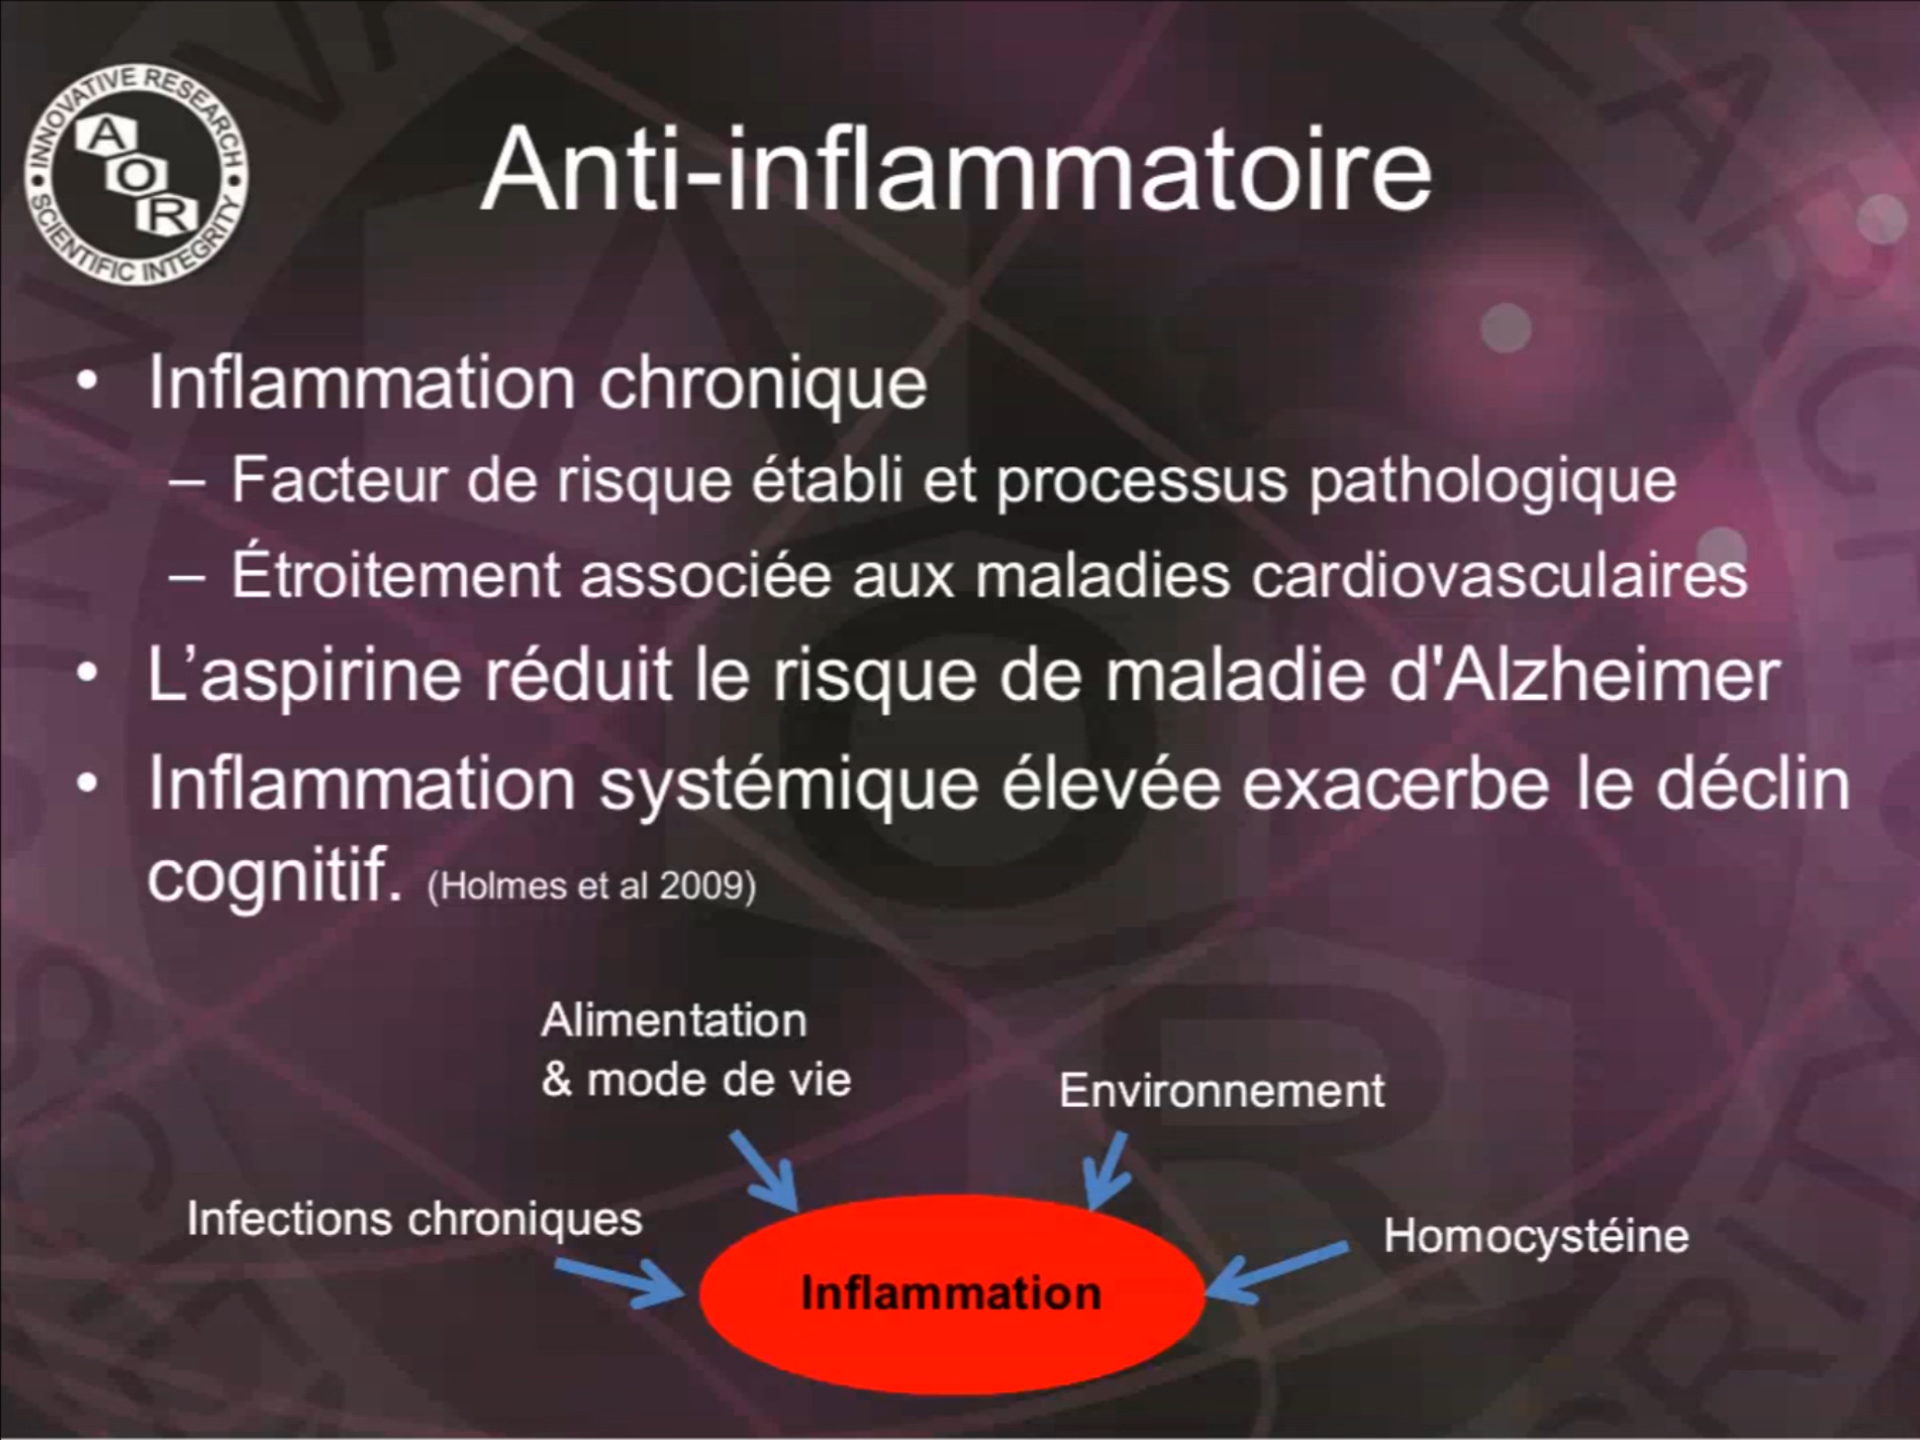 INNOVATIVE RESEARCH
A
O
R
SCIENTIFIC INTEGRITY
Anti-inflammatoire
• Inflammation chronique
– Facteur de risque établi et processus pathologique
– Étroitement associée aux maladies cardiovasculaires
• L’aspirine réduit le risque de maladie d'Alzheimer
• Inflammation systémique élevée exacerbe le déclin
cognitif. (Holmes et al 2009)
Alimentation
& mode de vie
Environnement
Infections chroniques
Homocystéine
Inflammation